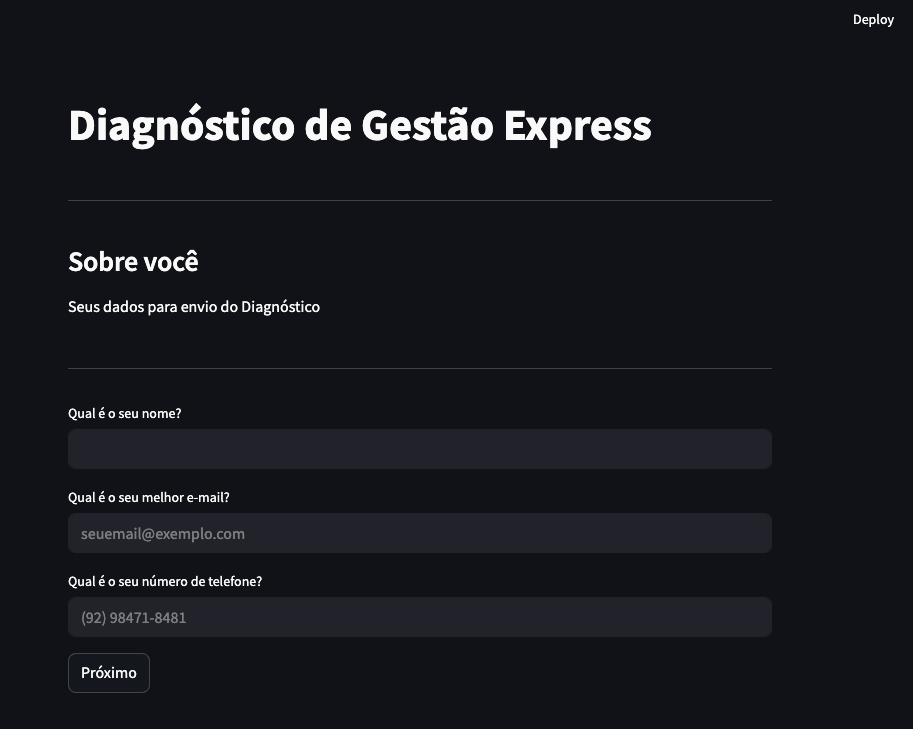 Deploy
Diagnóstico de Gestão Express
Sobre você
Seus dados para envio do Diagnóstico
Qual é o seu nome?
Qual é o seu melhor e-mail?
seuemail@exemplo.com
Qual é o seu número de telefone?
(92) 98471-8481
Próximo